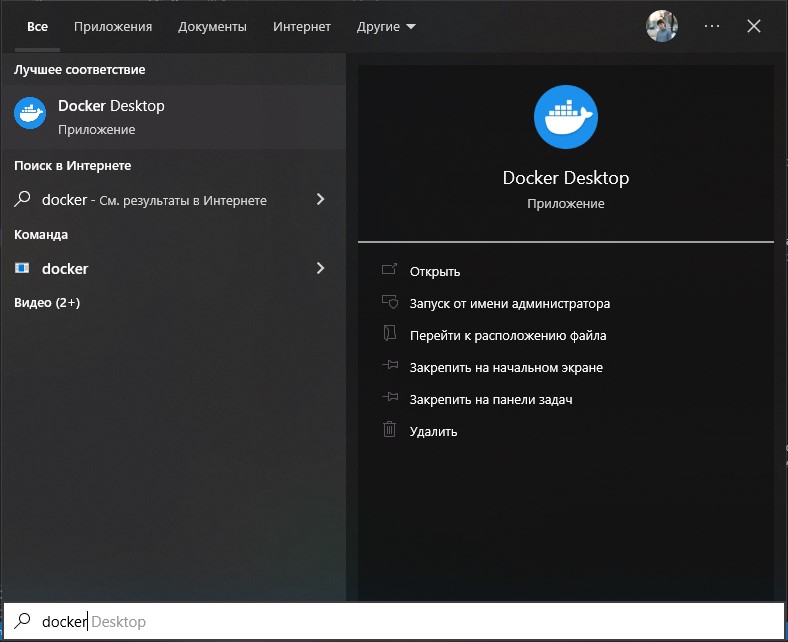 Все Приложения Документы Интернет Другие
Лучшее соответствие
Docker Desktop
Приложение
Поиск в Интернете
docker - См. результаты в Интернете
Команда
docker
Видео (2+)
Docker Desktop
Приложение
Открыть
Запуск от имени администратора
Перейти к расположению файла
Закрепить на начальном экране
Закрепить на панели задач
Удалить
docker Desktop